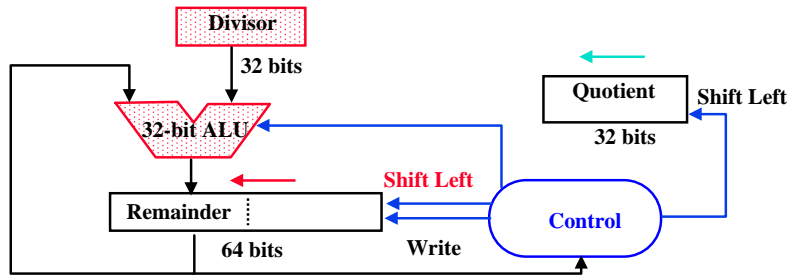 Divisor
32 bits
Quotient
Shift Left
32-bit ALU
32 bits
Shift Left
Remainder
Control
64 bits
Write